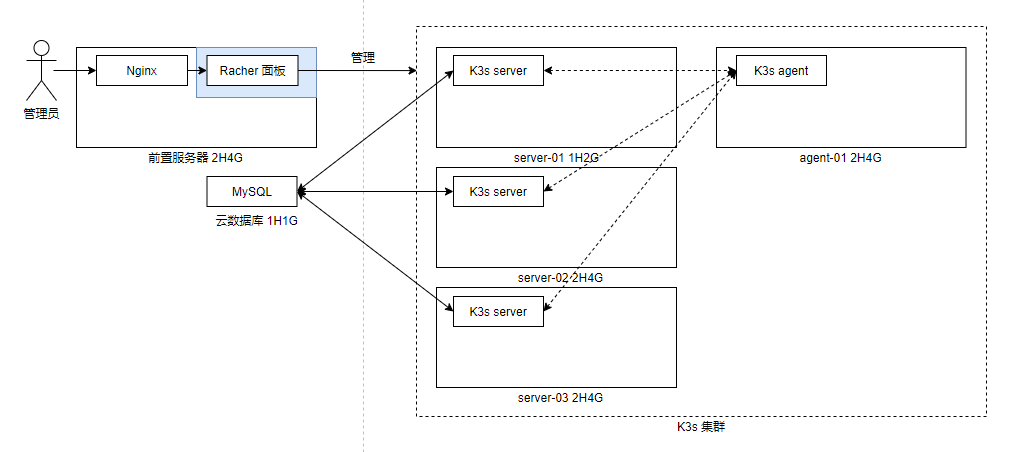 管理
Nginx
Racher 面板
K3s server
K3s agent
管理员
前置服务器 2H4G
server-01 1H2G
agent-01 2H4G
MySQL
K3s server
云数据库 1H1G
server-02 2H4G
K3s server
server-03 2H4G
K3s 集群